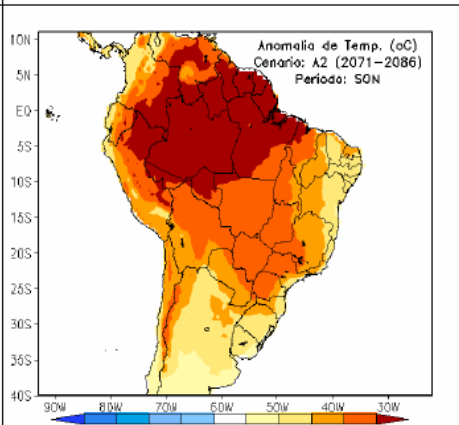 Anomalia de Temp. (oC)
Cenario: A2 (2071-2086)
Periodo: SON
10N
5N
EQ
5S
10S
15S
20S
25S
30S
35S
40S
90W 80W 70W 60W 50W 40W 30W